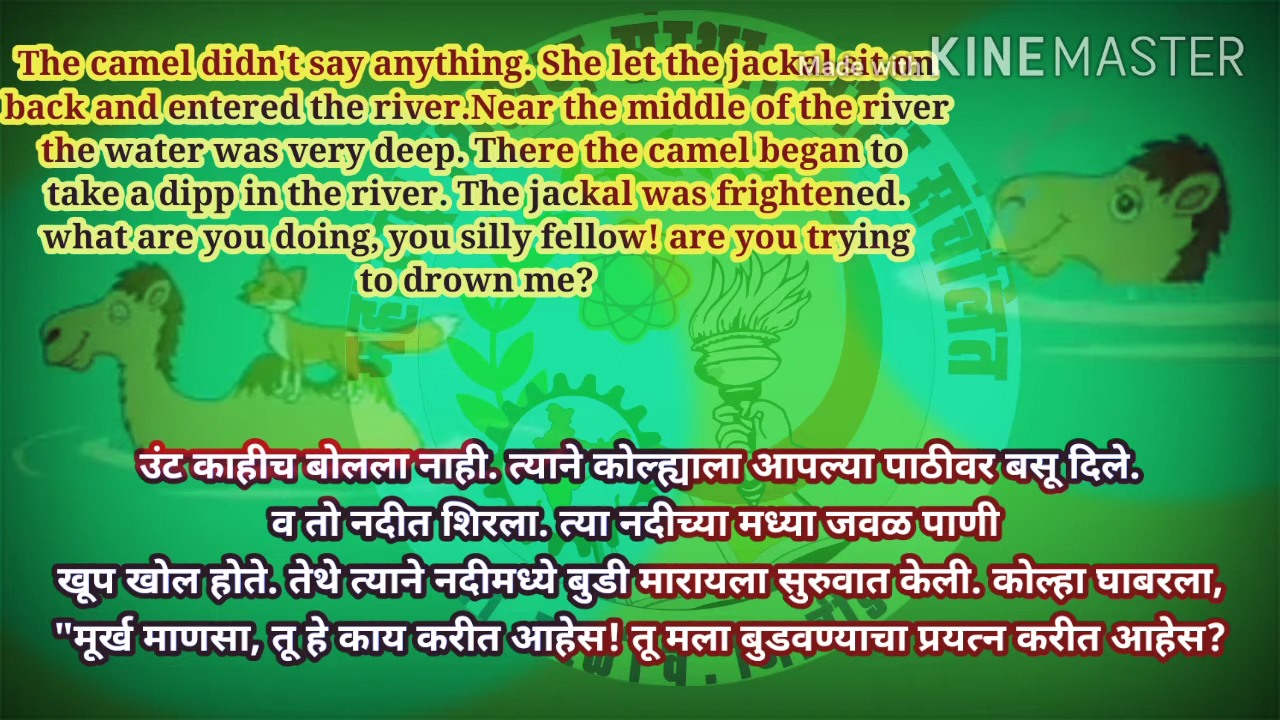 The camel didn't say anything. She let the jackal sit on
back and entered the river.Near the middle of the river
the water was very deep. There the camel began to
take a dipp in the river. The jackal was frightened.
what are you doing, you silly fellow! are you trying
to drown me?
Made with KINEMASTER
उंट काहीच बोलला नाही. त्याने कोल्ह्याला आपल्या पाठीवर बसू दिले.
व तो नदीत शिरला. त्या नदीच्या मध्या जवळ पाणी
खूप खोल होते. तेथे त्याने नदीमध्ये बुडी मारायला सुरुवात केली. कोल्हा घाबरला,
"मूर्ख माणसा, तू हे काय करीत आहेस! तू मला बुडवण्याचा प्रयत्न करीत आहेस?